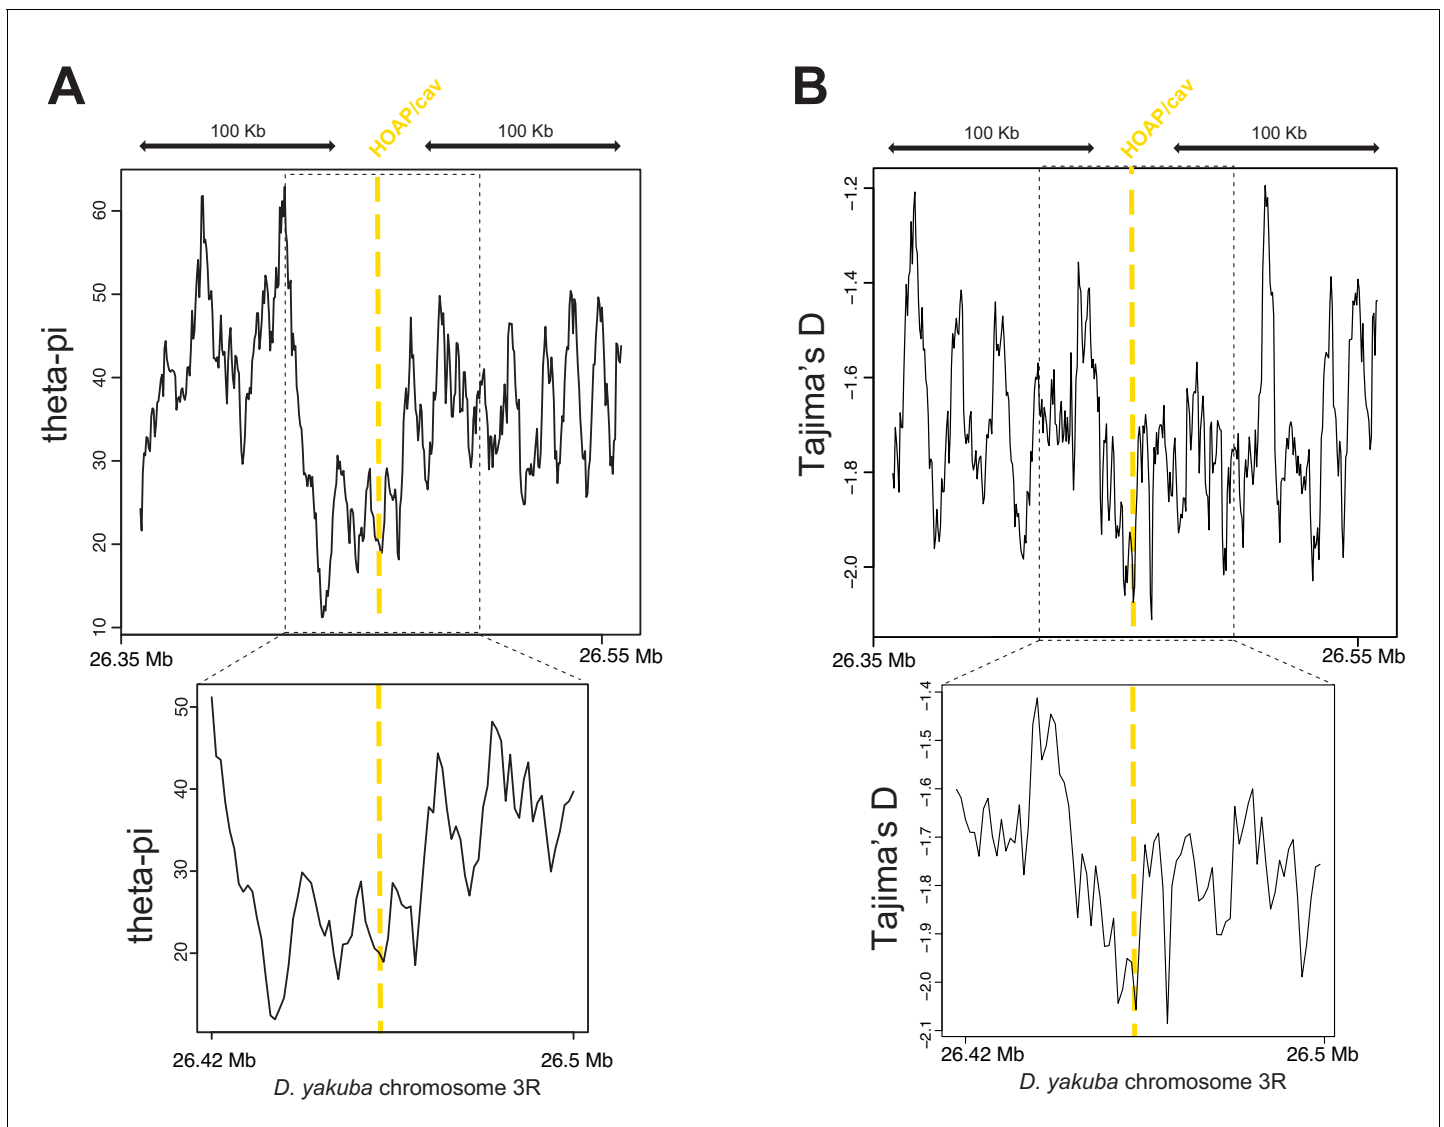 A
HOAP/cav
100 Kb
100 Kb
theta-pi
60
50
40
30
20
10
26.35 Mb
26.55 Mb
theta-pi
50
40
30
20
26.42 Mb
26.5 Mb
D. yakuba chromosome 3R
B
HOAP/cav
100 Kb
100 Kb
Tajima's D
−1.2
−1.4
−1.6
−1.8
−2.0
26.35 Mb
26.55 Mb
Tajima's D
−1.4
−1.5
−1.6
−1.7
−1.8
−1.9
−2.0
−2.1
26.42 Mb
26.5 Mb
D. yakuba chromosome 3R